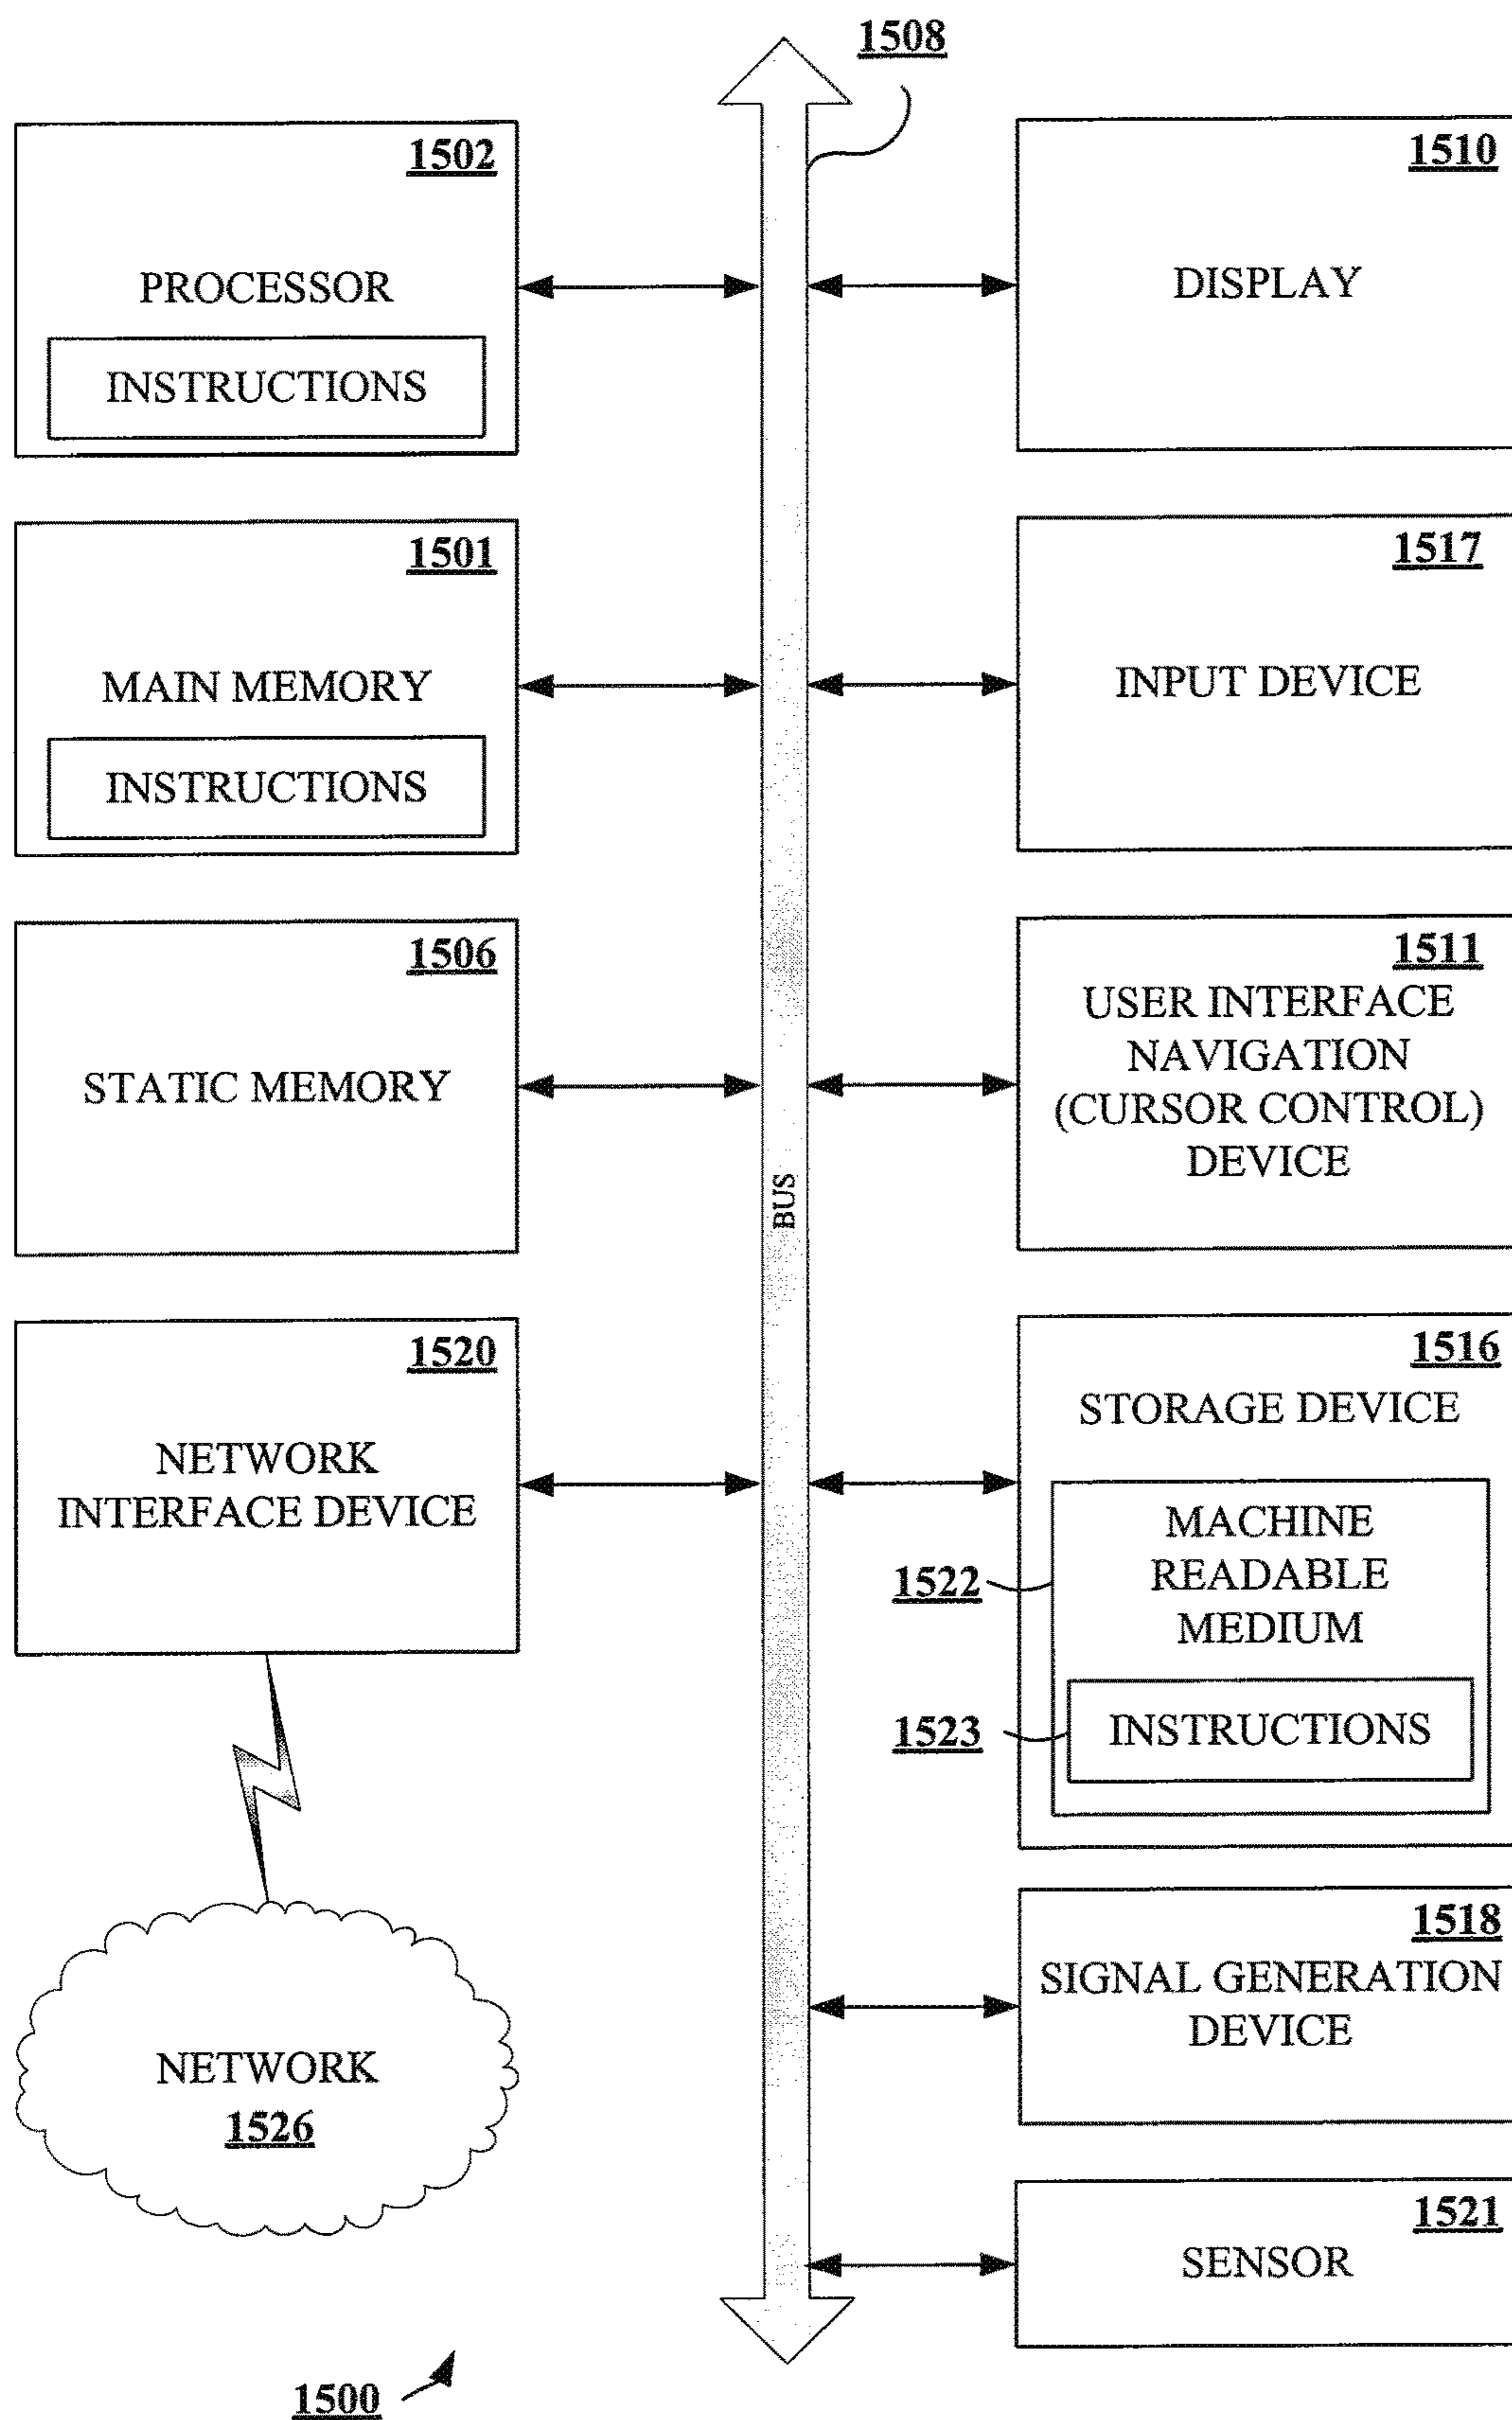 1508
1502
PROCESSOR
INSTRUCTIONS
1501
MAIN MEMORY
INSTRUCTIONS
1506
STATIC MEMORY
1520
NETWORK
INTERFACE DEVICE
NETWORK
1526
1500
BUS
1510
DISPLAY
1517
INPUT DEVICE
1511
USER INTERFACE
NAVIGATION
(CURSOR CONTROL)
DEVICE
1516
STORAGE DEVICE
MACHINE
READABLE
MEDIUM
1522
INSTRUCTIONS
1523
1518
SIGNAL GENERATION
DEVICE
1521
SENSOR